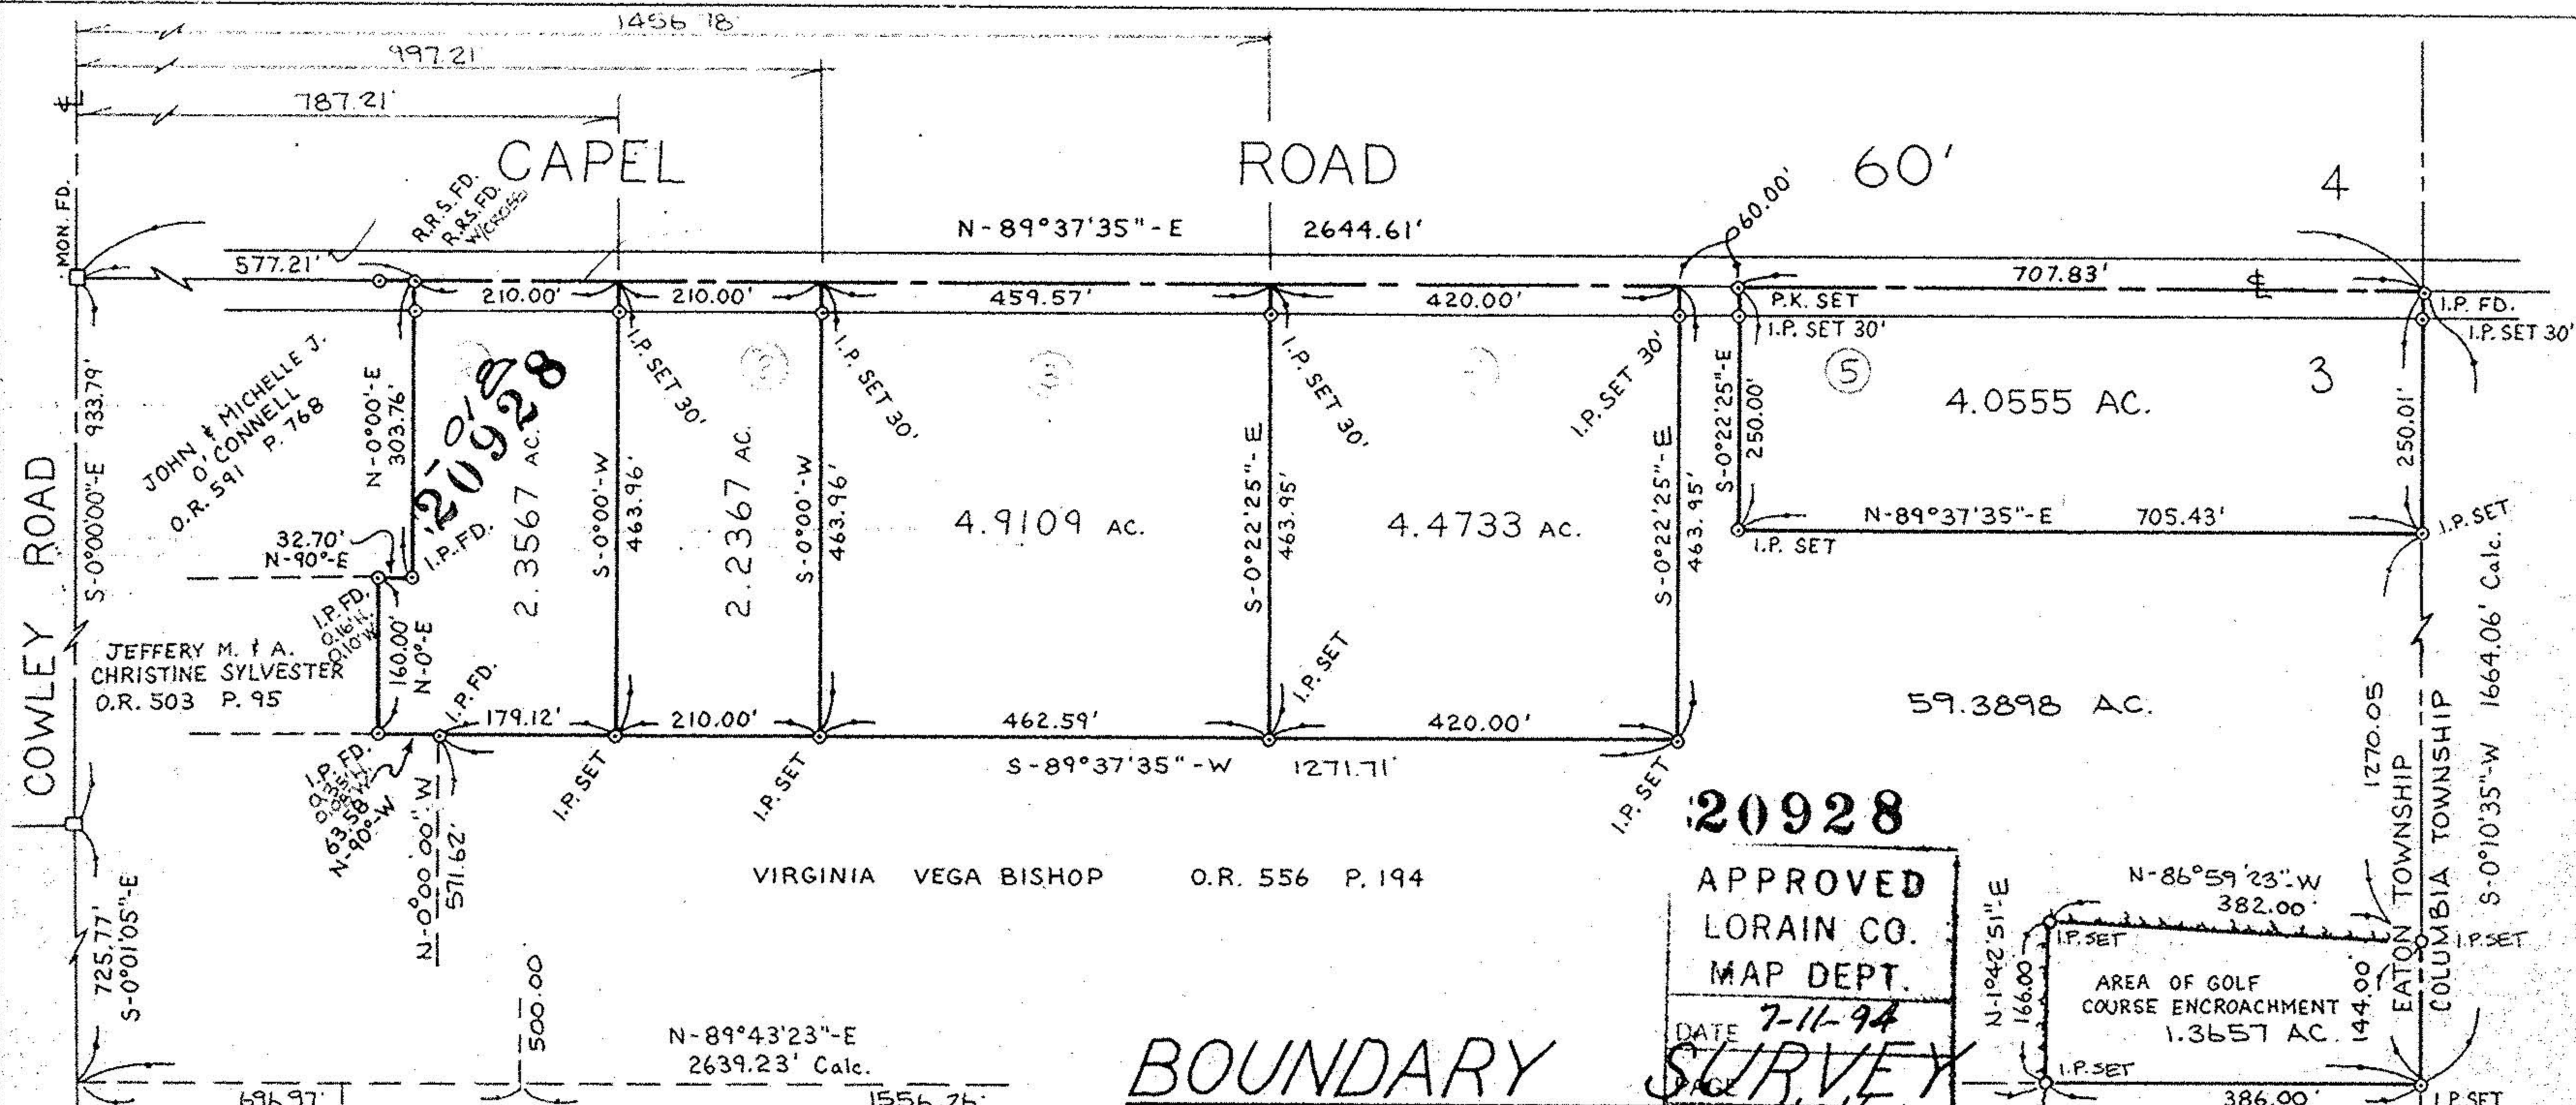 1456.78'
997.21'
787.21'
CAPEL ROAD 60'
4
MON. FD.
R.R.S. FD.
R.R.S. FD.
W/CROSS
N-89°37'35"-E 2644.61'
60.00'
577.21'
210.00'
210.00'
459.57'
420.00'
707.83'
P.K. SET
I.P. FD.
I.P. SET 30'
I.P. SET 30'
I.P. SET 30'
I.P. SET 30'
I.P. SET 30'
I.P. SET 30'
3
5
4.0555 AC.
COWLEY ROAD
S-0°00'00"-E 933.79'
JOHN & MICHELLE J.
O'CONNELL
O.R. 591 P. 768
N-0°00'-E
303.76'
20928
2.3567 AC.
S-0°00'-W
463.96'
2.2367 AC.
S-0°00'-W
463.96'
4.9109 AC.
S-0°22'25"-E
463.95'
4.4733 AC.
S-0°22'25"-E
463.95'
S-0°22'25"-E
250.00'
250.01'
N-89°37'35"-E 705.43'
I.P. SET
I.P. SET
32.70'
N-90°-E
I.P. FD.
I.P. FD.
160.00'
N-0°-E
JEFFERY M. & A.
CHRISTINE SYLVESTER
O.R. 503 P. 95
I.P. FD.
179.12'
210.00'
462.59'
420.00'
I.P. SET
I.P. FD.
63.58'
N-90°-W
I.P. SET
I.P. SET
I.P. SET
S-89°37'35"-W 1271.71'
59.3898 AC.
N-0°00'00"-W
571.62'
VIRGINIA VEGA BISHOP O.R. 556 P. 194
20928
APPROVED
LORAIN CO.
MAP DEPT.
DATE 7-11-94
PAGE
1270.05
EATON TOWNSHIP
COLUMBIA TOWNSHIP
S-0°10'35"-W 1664.06' Calc.
N-86°59'23"-W
382.00'
I.P. SET
I.P. SET
N-1°42'51"-E
166.00'
AREA OF GOLF
COURSE ENCROACHMENT
1.3657 AC.
144.00'
I.P. SET
386.00'
I.P. SET
725.77'
S-0°01'05"-E
500.00
N-89°43'23"-E
2639.23' Calc.
696.97'
1556.26'
BOUNDARY SURVEY